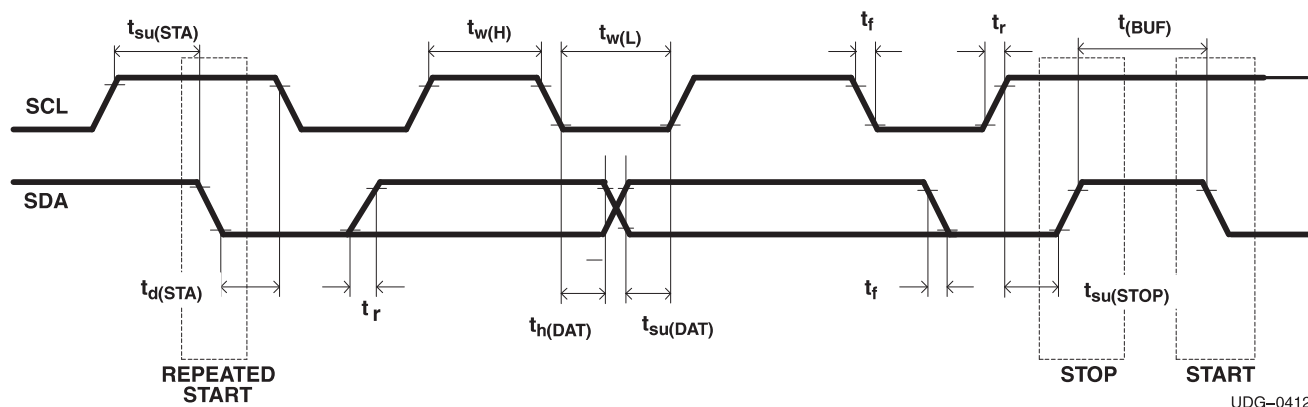 tsu(STA)
tw(H)
tw(L)
tf
tr
t(BUF)
SCL
SDA
td(STA)
tr
th(DAT)
tsu(DAT)
tf
tsu(STOP)
REPEATED
START
STOP
START
UDG–0412